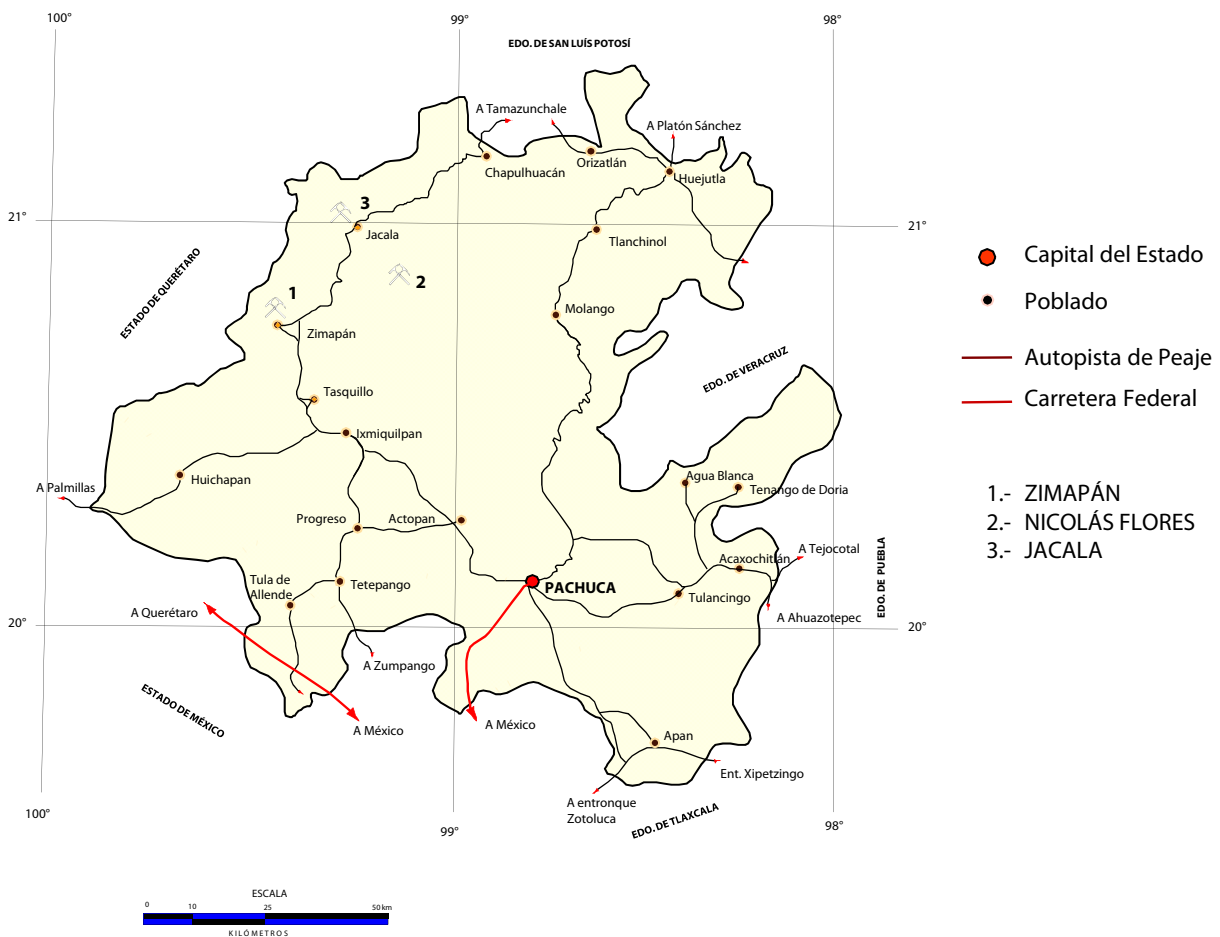 100°
99°
98°
EDO. DE SAN LUÍS POTOSÍ
A Tamazunchale
A Platón Sánchez
Orizatlán
Chapulhuacán
Huejutla
3
21°
21°
Jacala
Tlanchinol
ESTADO DE QUERÉTARO
2
1
Molango
Zimapán
EDO. DE VERACRUZ
Tasquillo
Ixmiquilpan
Huichapan
A Palmillas
Agua Blanca
Tenango de Doria
Progreso
Actopan
A Tejocotal
Acaxochitlán
EDO. DE PUEBLA
Tula de
Allende
Tetepango
PACHUCA
Tulancingo
A Querétaro
A Ahuazotepec
20°
20°
A Zumpango
ESTADO DE MÉXICO
A México
A México
Apan
Ent. Xipetzingo
A entronque
Zotoluca
EDO. DE TLAXCALA
100°
99°
98°
Capital del Estado
Poblado
Autopista de Peaje
Carretera Federal
1.- ZIMAPÁN
2.- NICOLÁS FLORES
3.- JACALA
ESCALA
0 10 25 50 km
KILÓMETROS